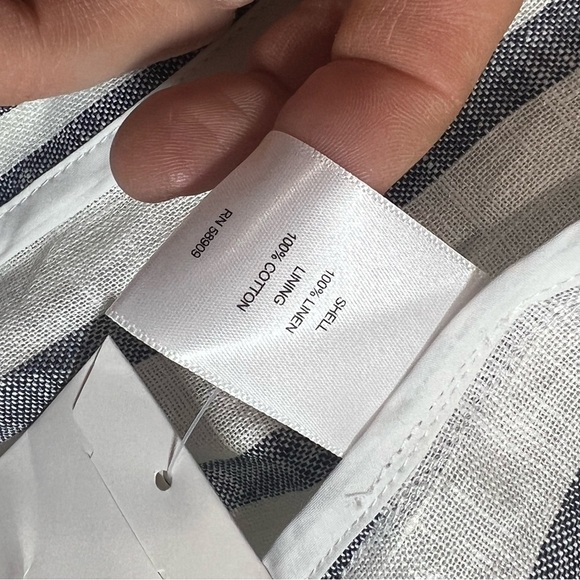 SHELL
100% LINEN
LINING
100% COTTON
RN 58909